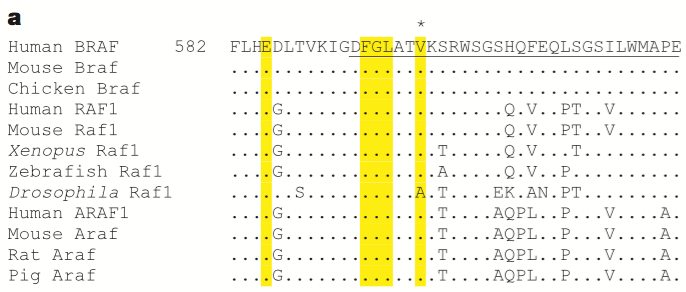 a
*
Human BRAF 582 FLHEDLTVKIGDFGLATVKSRWSGSHQFEQLSGSILWMAPE
Mouse Braf .........................................
Chicken Braf .........................................
Human RAF1 ....G....................Q.V..PT..V......
Mouse Raf1 ....G....................Q.V..PT..V......
Xenopus Raf1 ....G..............T.....Q.V...T.........
Zebrafish Raf1 ....G..............A.....Q.V..P..........
Drosophila Raf1 ......S..........A.T....EK.AN.PT.........
Human ARAF1 ....G..............T....AQPL..P...V....A.
Mouse Araf ....G..............T....AQPL..P...V....A.
Rat Araf ....G..............T....AQPL..P...V....A.
Pig Araf ....G..............T....AQPL..P...V....A.